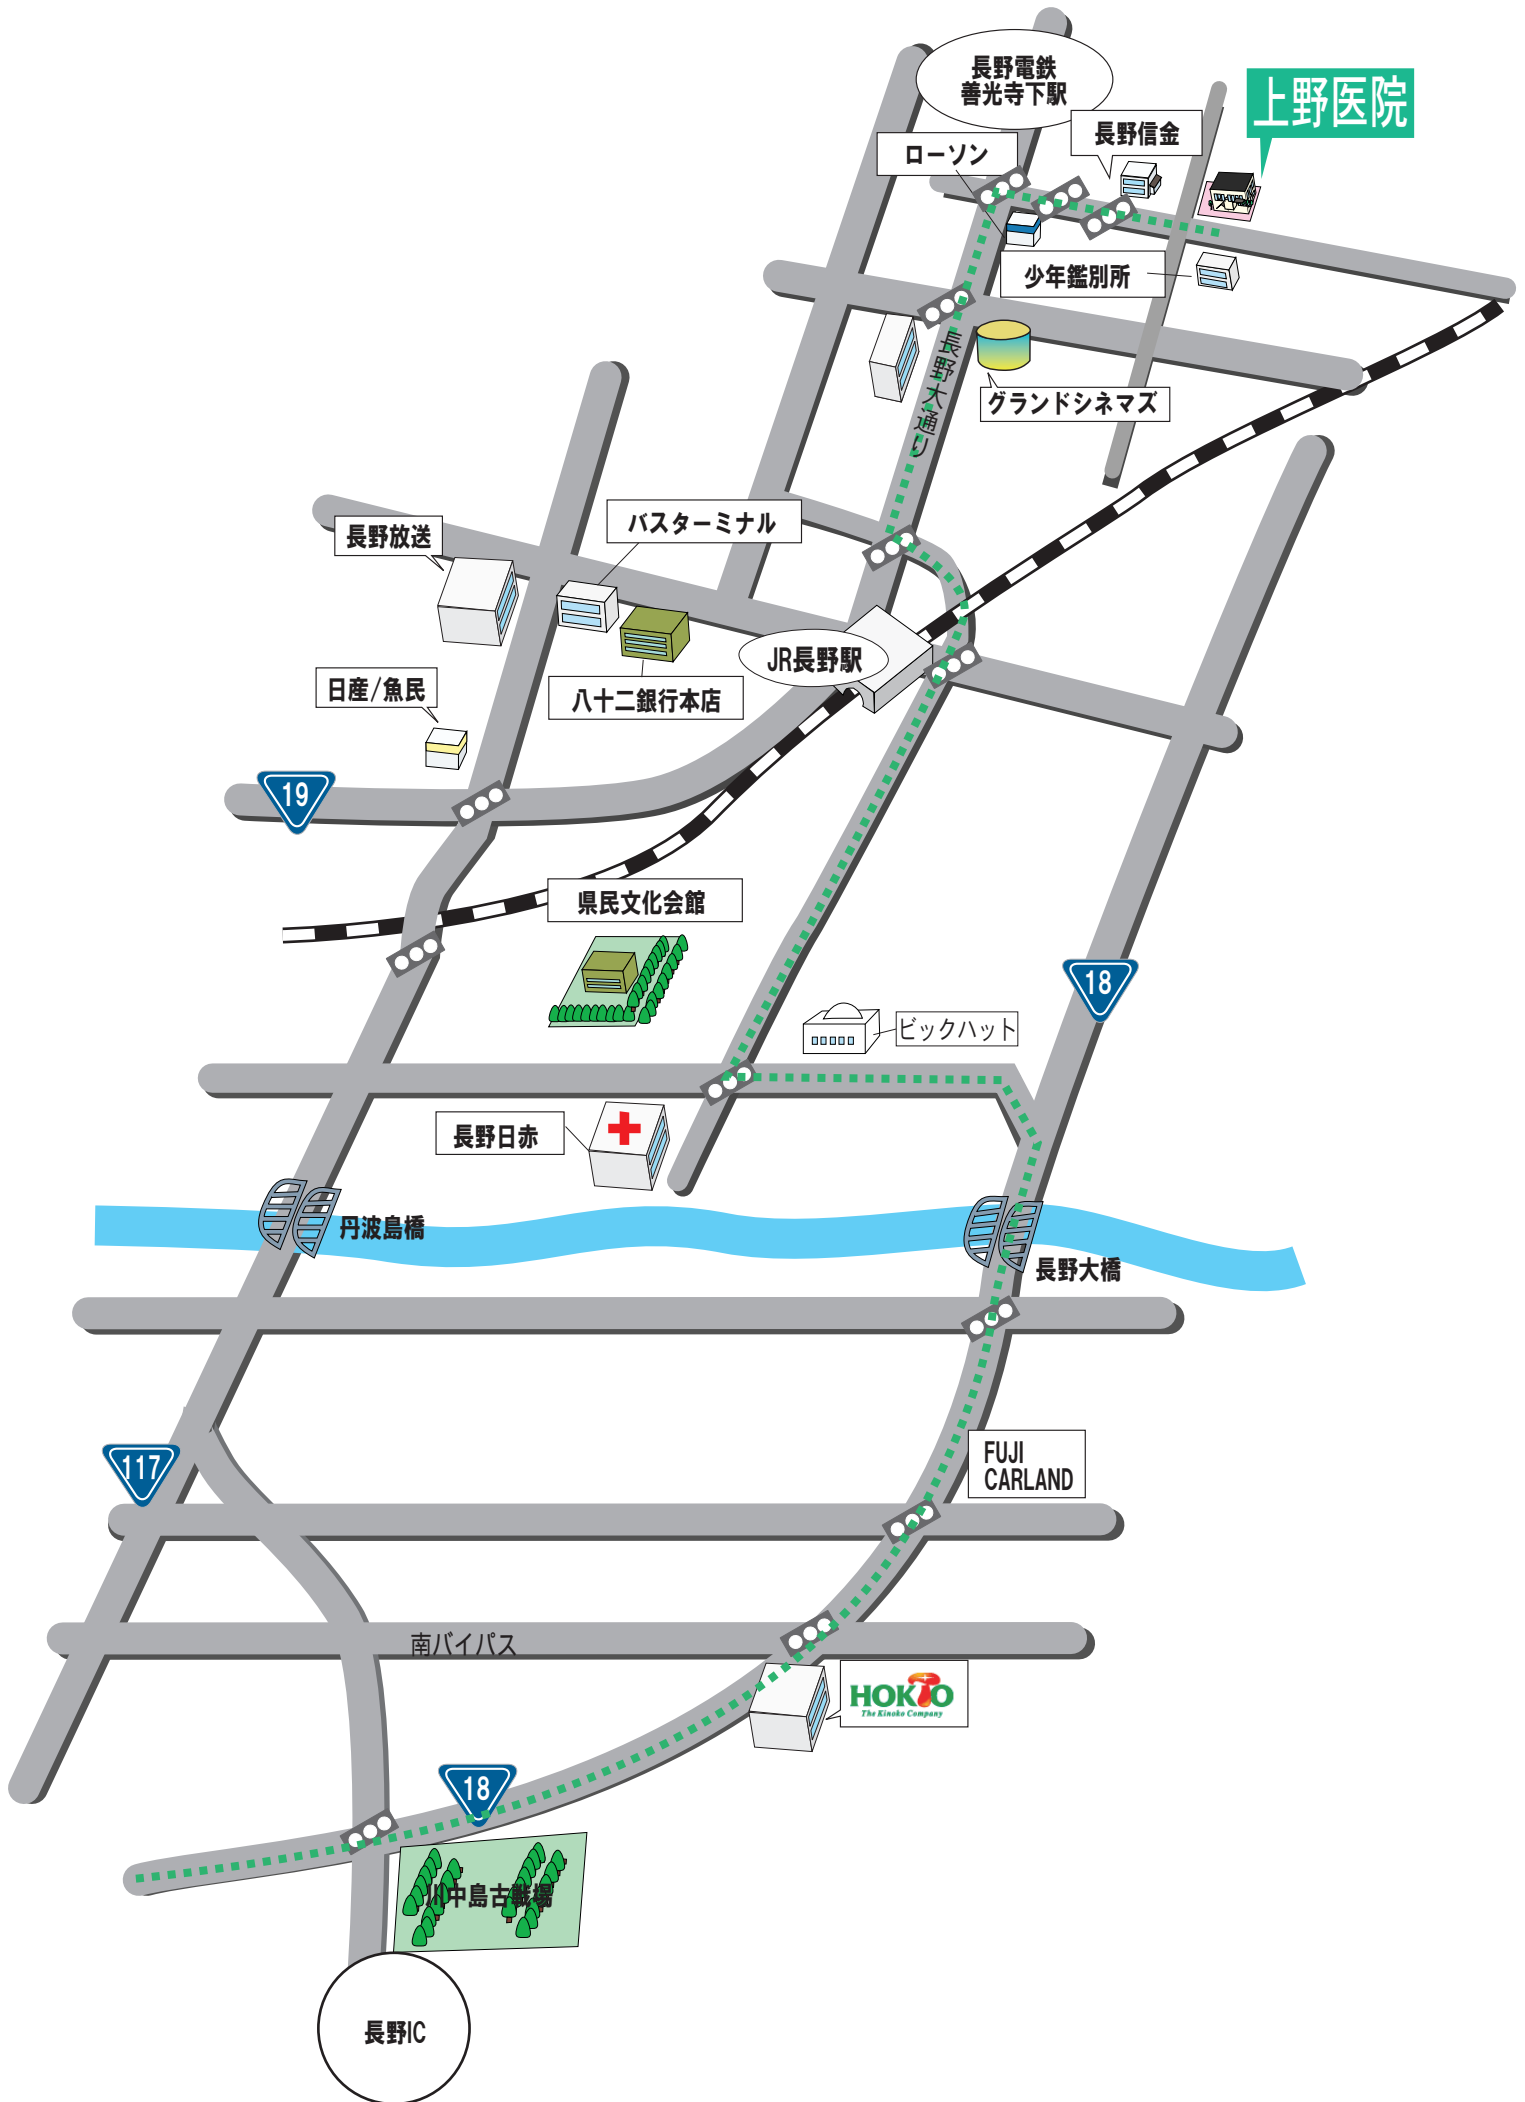 長野電鉄
善光寺下駅
上野医院
長野信金
ローソン
少年鑑別所
長野大通り
グランドシネマズ
バスターミナル
長野放送
JR長野駅
日産/魚民
八十二銀行本店
19
県民文化会館
18
ビックハット
長野日赤
丹波島橋
長野大橋
FUJI
CARLAND
117
南バイパス
HOKTO
The Kinoko Company
18
川中島古戦場
長野IC